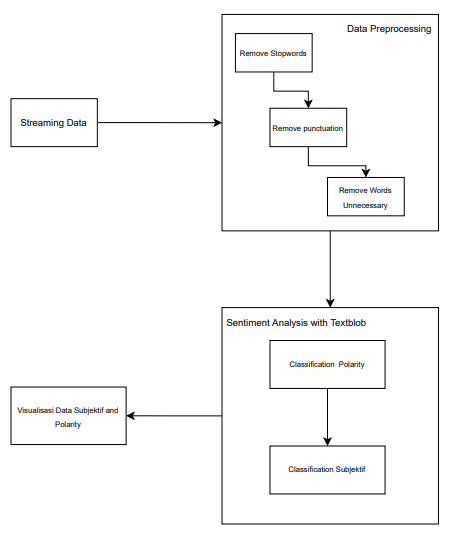 Data Preprocessing
Remove Stopwords
Streaming Data
Remove punctuation
Remove Words
Unnecessary
Sentiment Analysis with Textblob
Classification Polarity
Visualisasi Data Subjektif and
Polarity
Classification Subjektif